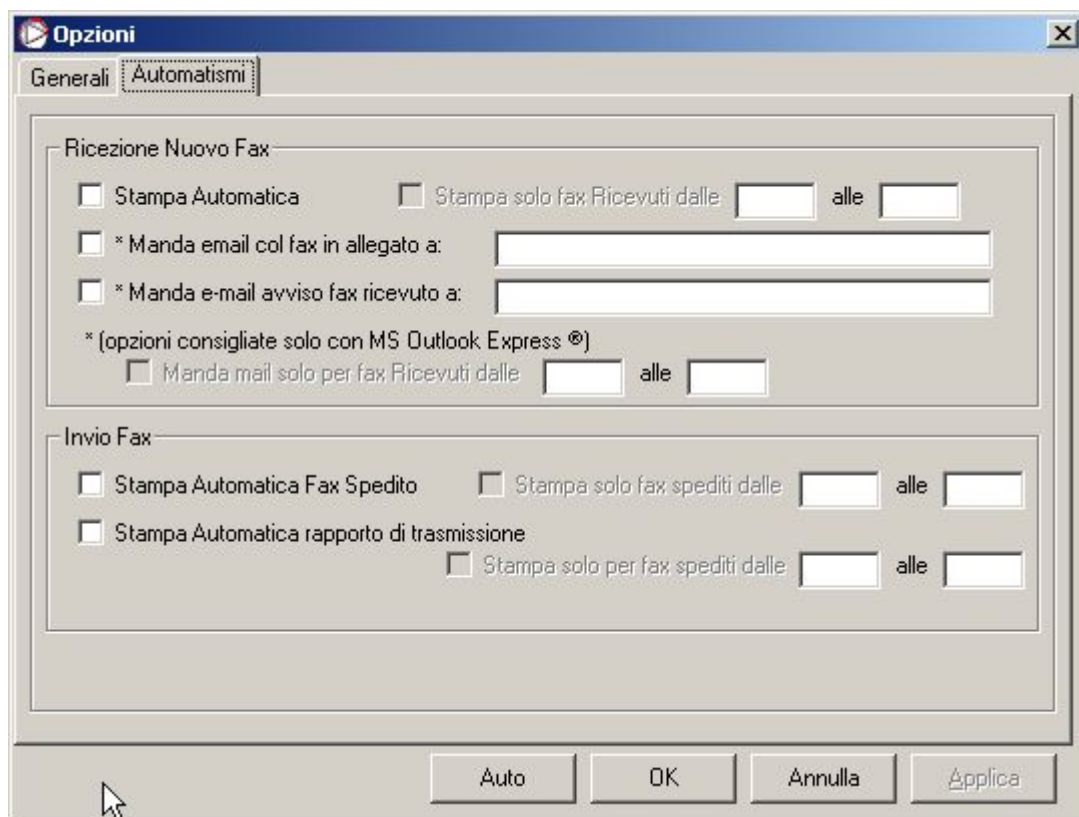 Opzioni
Generali Automatismi
Ricezione Nuovo Fax
Stampa Automatica Stampa solo fax Ricevuti dalle alle
* Manda email col fax in allegato a:
* Manda e-mail avviso fax ricevuto a:
* (opzioni consigliate solo con MS Outlook Express ®)
Manda mail solo per fax Ricevuti dalle alle
Invio Fax
Stampa Automatica Fax Spedito Stampa solo fax spediti dalle alle
Stampa Automatica rapporto di trasmissione
Stampa solo per fax spediti dalle alle
Auto OK Annulla Applica